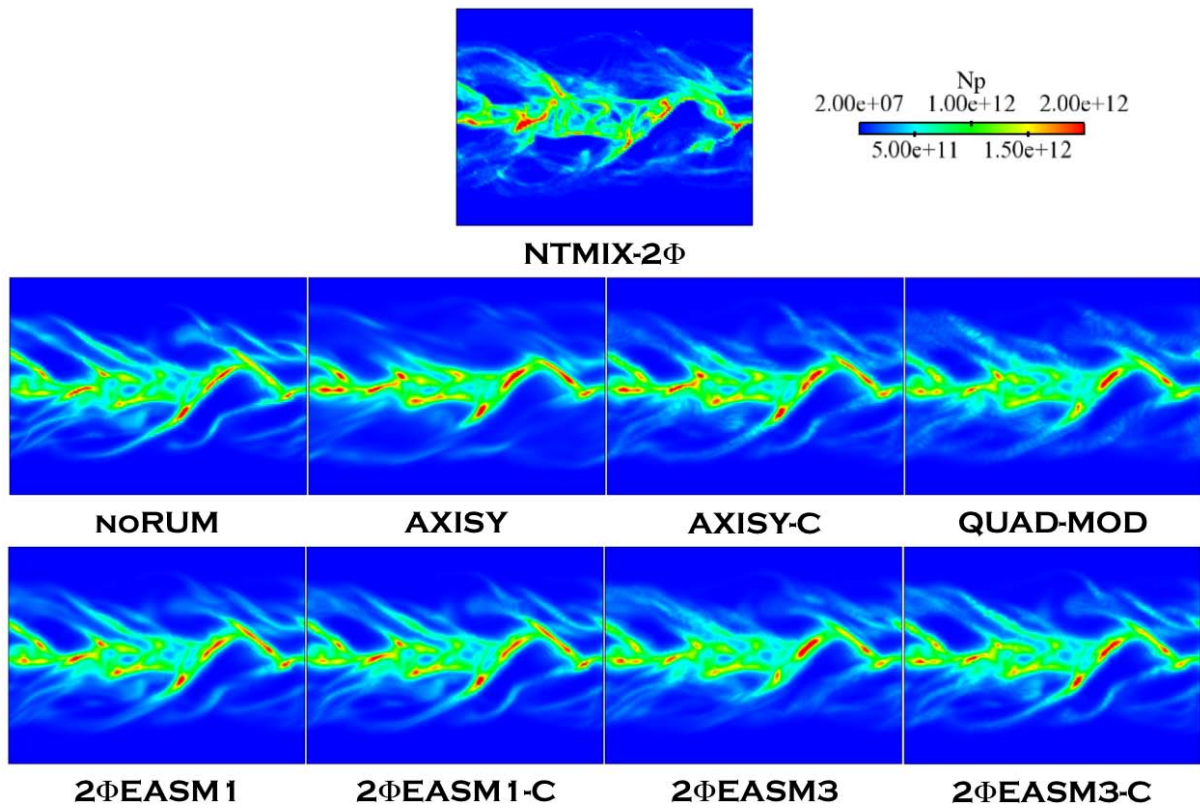 Np
2.00e+07 1.00e+12 2.00e+12
5.00e+11 1.50e+12
NTMIX-2Φ
NORUM AXISY AXISY-C QUAD-MOD
2ΦEASM1 2ΦEASM1-C 2ΦEASM3 2ΦEASM3-C